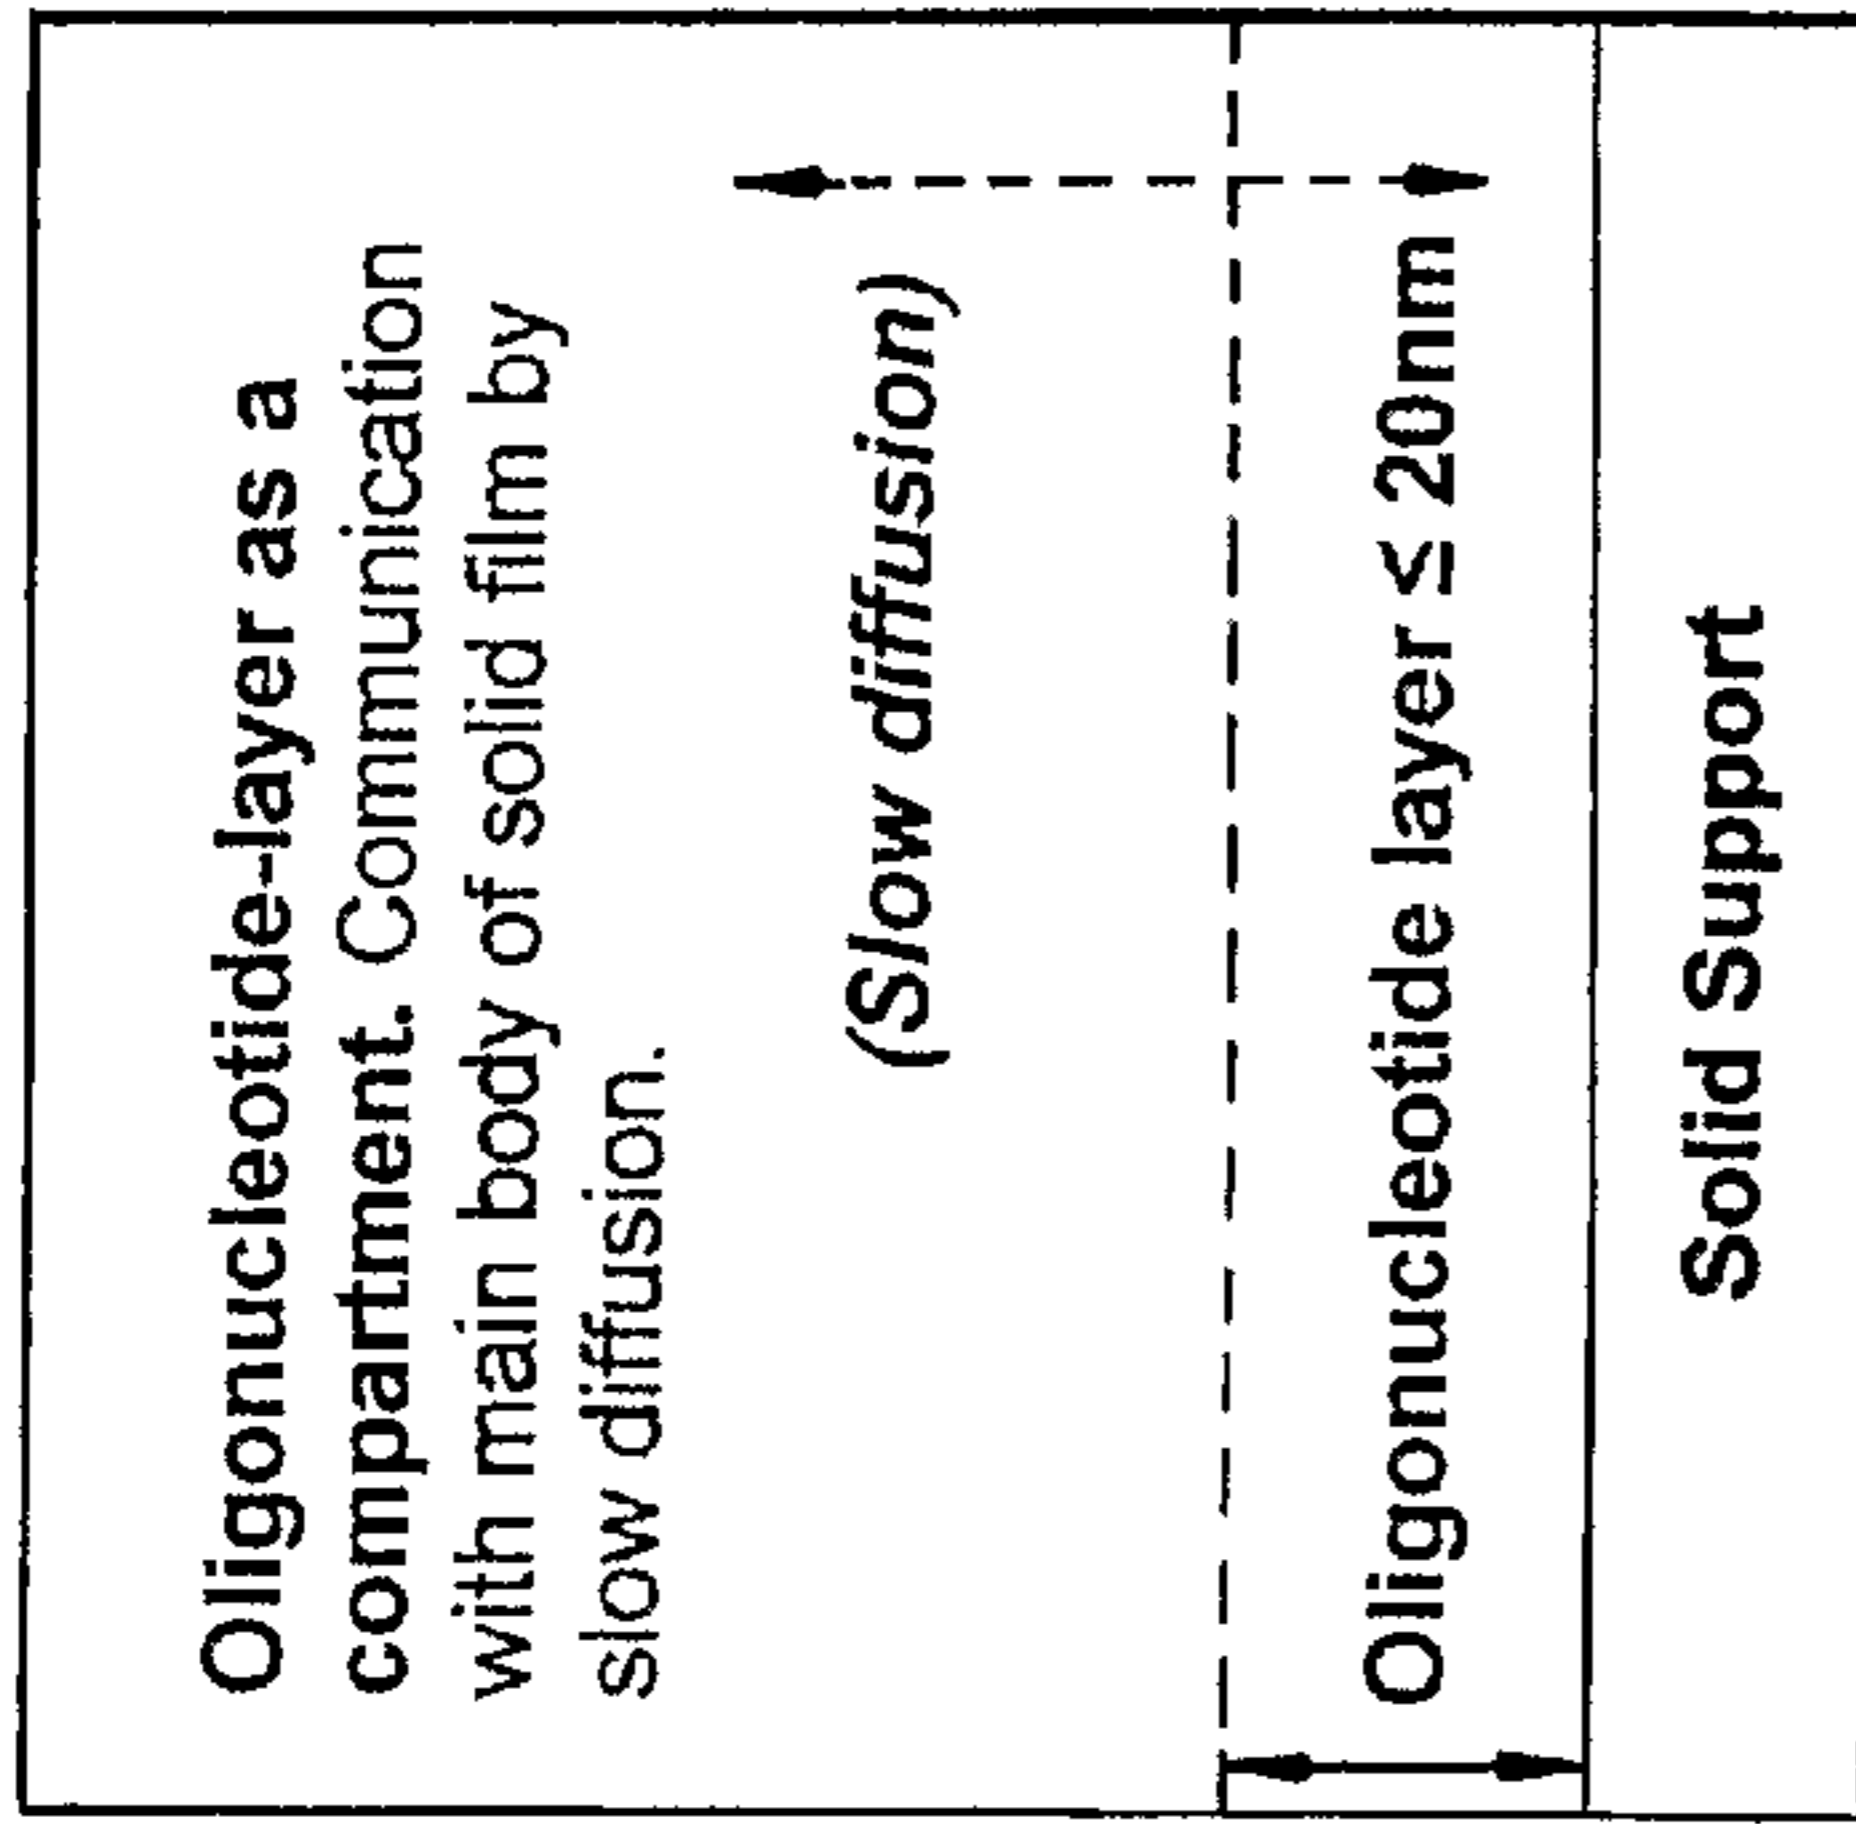 Oligonucleotide-layer as a
compartment. Communication
with main body of solid film by
slow diffusion.
(Slow diffusion)
Oligonucleotide layer ≤ 20nm
Solid Support